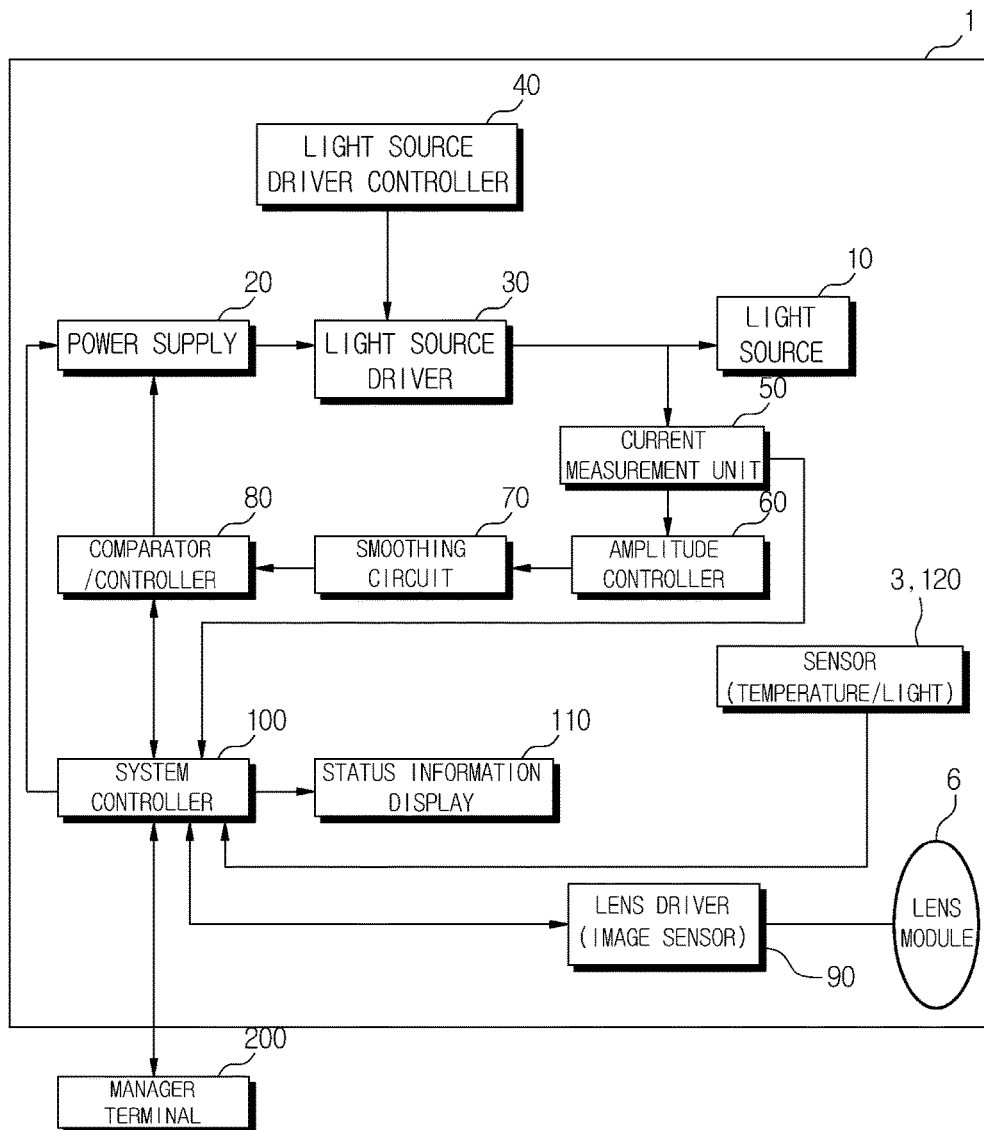 1
40
LIGHT SOURCE
DRIVER CONTROLLER
20
POWER SUPPLY
30
LIGHT SOURCE
DRIVER
10
LIGHT
SOURCE
50
CURRENT
MEASUREMENT UNIT
80
COMPARATOR
/CONTROLLER
70
SMOOTHING
CIRCUIT
60
AMPLITUDE
CONTROLLER
3,120
SENSOR
(TEMPERATURE/LIGHT)
100
SYSTEM
CONTROLLER
110
STATUS INFORMATION
DISPLAY
6
LENS
MODULE
LENS DRIVER
(IMAGE SENSOR)
90
200
MANAGER
TERMINAL